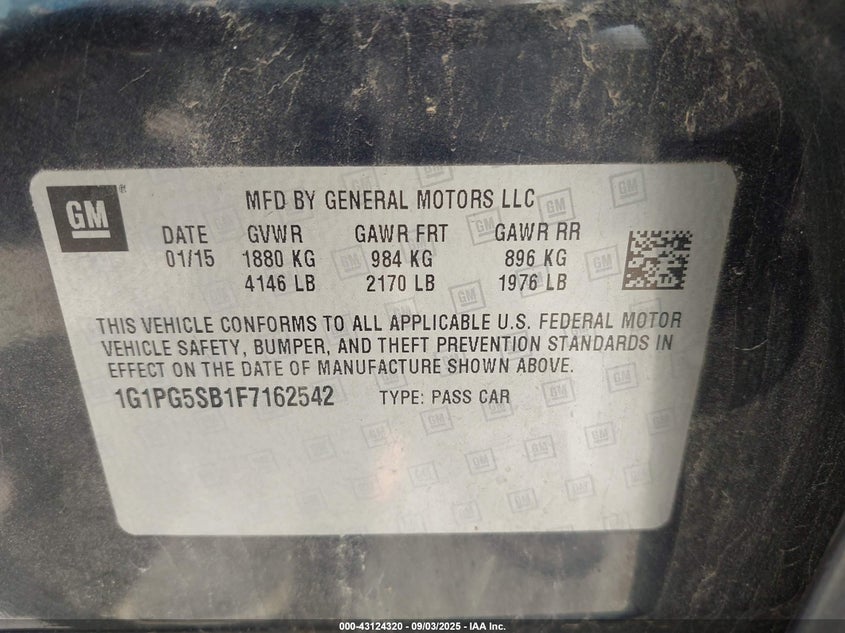 GM
®
MFD BY GENERAL MOTORS LLC
DATE GVWR GAWR FRT GAWR RR
01/15 1880 KG 984 KG 896 KG
4146 LB 2170 LB 1976 LB
THIS VEHICLE CONFORMS TO ALL APPLICABLE U.S. FEDERAL MOTOR
VEHICLE SAFETY, BUMPER, AND THEFT PREVENTION STANDARDS IN
EFFECT ON THE DATE OF MANUFACTURE SHOWN ABOVE.
1G1PG5SB1F7162542 TYPE: PASS CAR
000-43124320 - 09/03/2025 - IAA Inc.